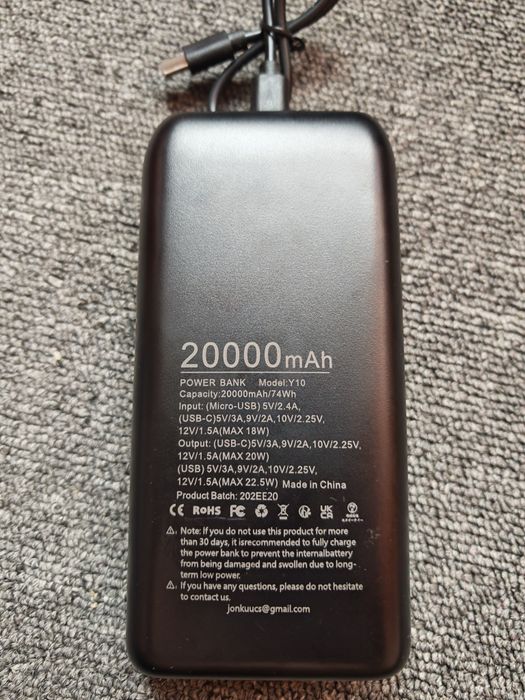 20000mAh
POWER BANK Model:Y10
Capacity:20000mAh/74Wh
Input: (Micro-USB) 5V/2.4A,
(USB-C)5V/3A,9V/2A,10V/2.25V,
12V/1.5A(MAX 18W)
Output: (USB-C)5V/3A,9V/2A,10V/2.25V,
12V/1.5A(MAX 20W)
(USB) 5V/3A,9V/2A,10V/2.25V,
12V/1.5A(MAX 22.5W) Made in China
Product Batch: 202EE20
CE RoHS FC UK CA
Note: If you do not use this product for more
than 30 days, it isrecommended to fully charge
the power bank to prevent the internalbattery
from being damaged and swollen due to long-
term low power.
If you have any questions, please do not hesitate
to contact us.
jonkuucs@gmail.com